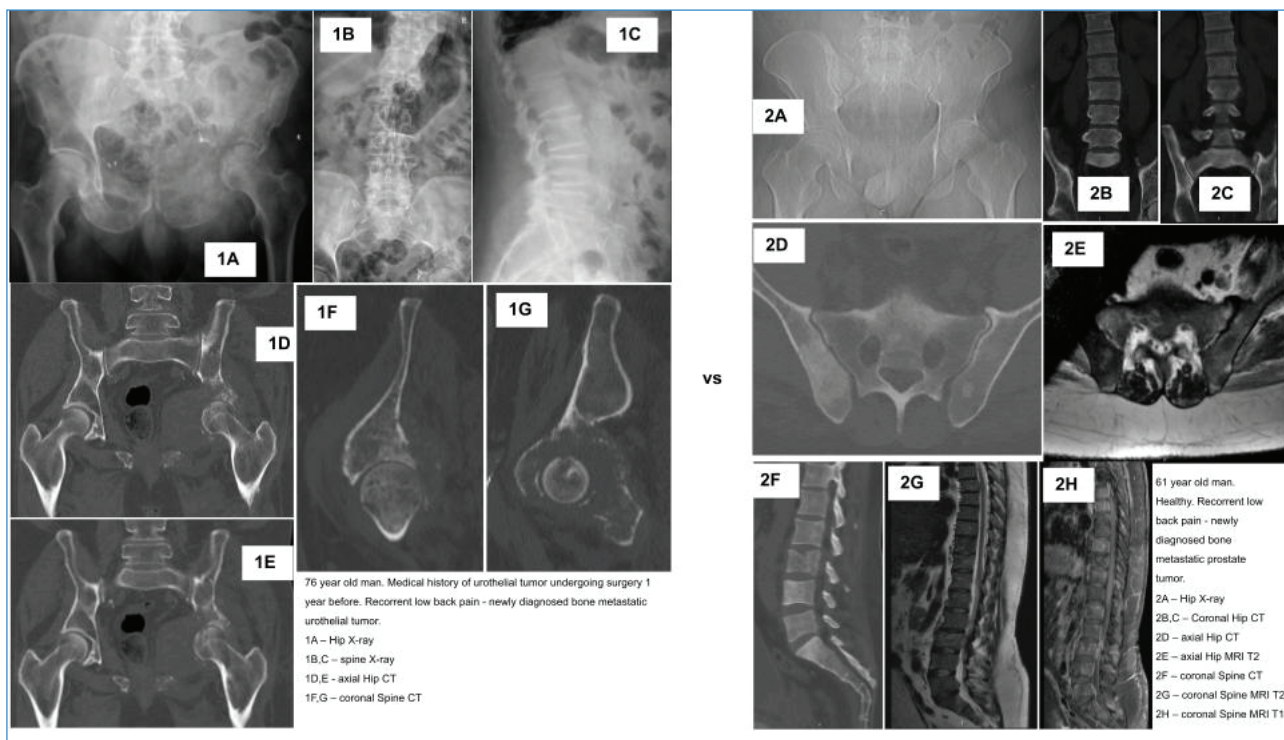 1A
1B
1C
1D
1E
1F
1G
76 year old man. Medical history of urothelial tumor undergoing surgery 1
year before. Recorrent low back pain - newly diagnosed bone metastatic
urothelial tumor.
1A – Hip X-ray
1B,C – spine X-ray
1D,E - axial Hip CT
1F,G – coronal Spine CT
vs
2A
2B
2C
2D
2E
2F
2G
2H
61 year old man.
Healthy. Recorrent low
back pain - newly
diagnosed bone
metastatic prostate
tumor.
2A – Hip X-ray
2B,C – Coronal Hip CT
2D – axial Hip CT
2E – axial Hip MRI T2
2F – coronal Spine CT
2G – coronal Spine MRI T2
2H – coronal Spine MRI T1